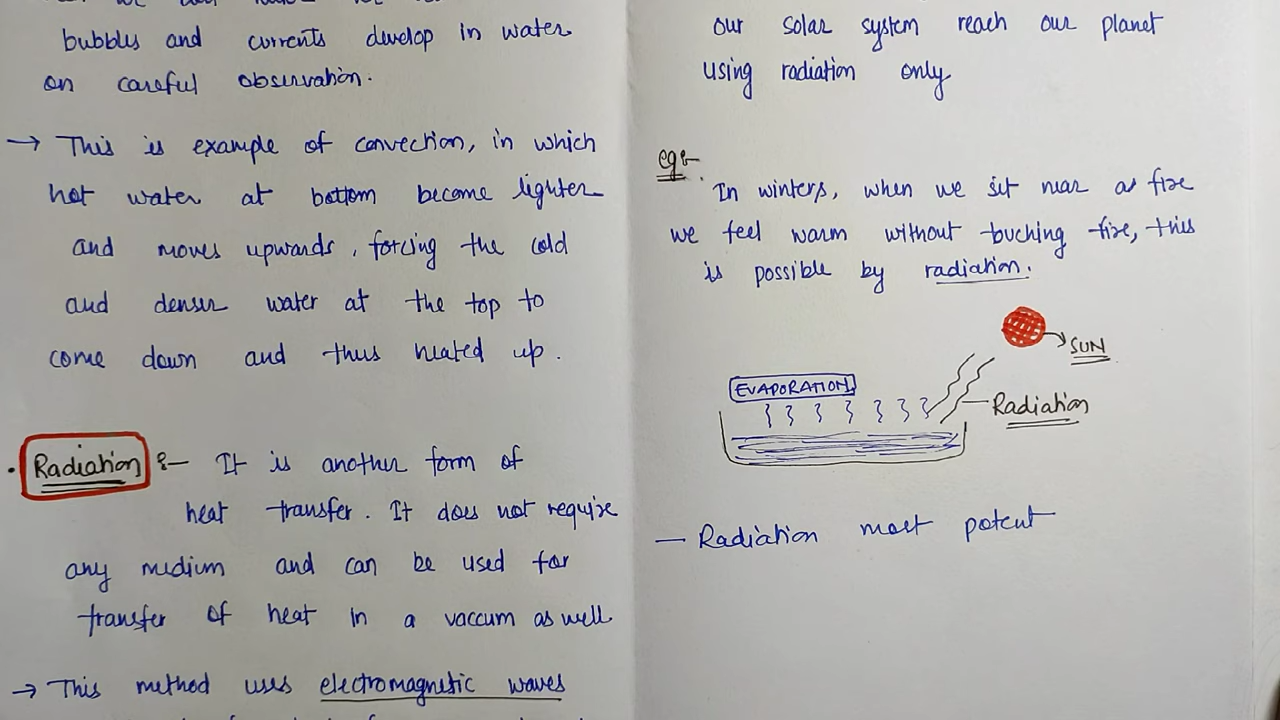 bubbles and currents develop in water
on careful observation.
→ This is example of convection, in which
hot water at bottom become lighter
and moves upwards, forcing the cold
and denser water at the top to
come down and thus heated up.
• Radiation :- It is another form of
heat transfer. It does not require
any medium and can be used for
transfer of heat in a vaccum as well
→ This method uses electromagnetic waves
our solar system reach our planet
using radiation only
eg:-
In winters, when we sit near a fire
we feel warm without touching fire, this
is possible by radiation.
SUN
EVAPORATION
Radiation
— Radiation most potent